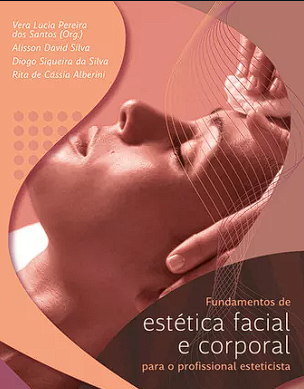 Vera Lucia Pereira
dos Santos (Org.)
Alisson David Silva
Diogo Siqueira da Silva
Rita de Cássia Alberini
Fundamentos de
estética facial
e corporal
para o profissional esteticista